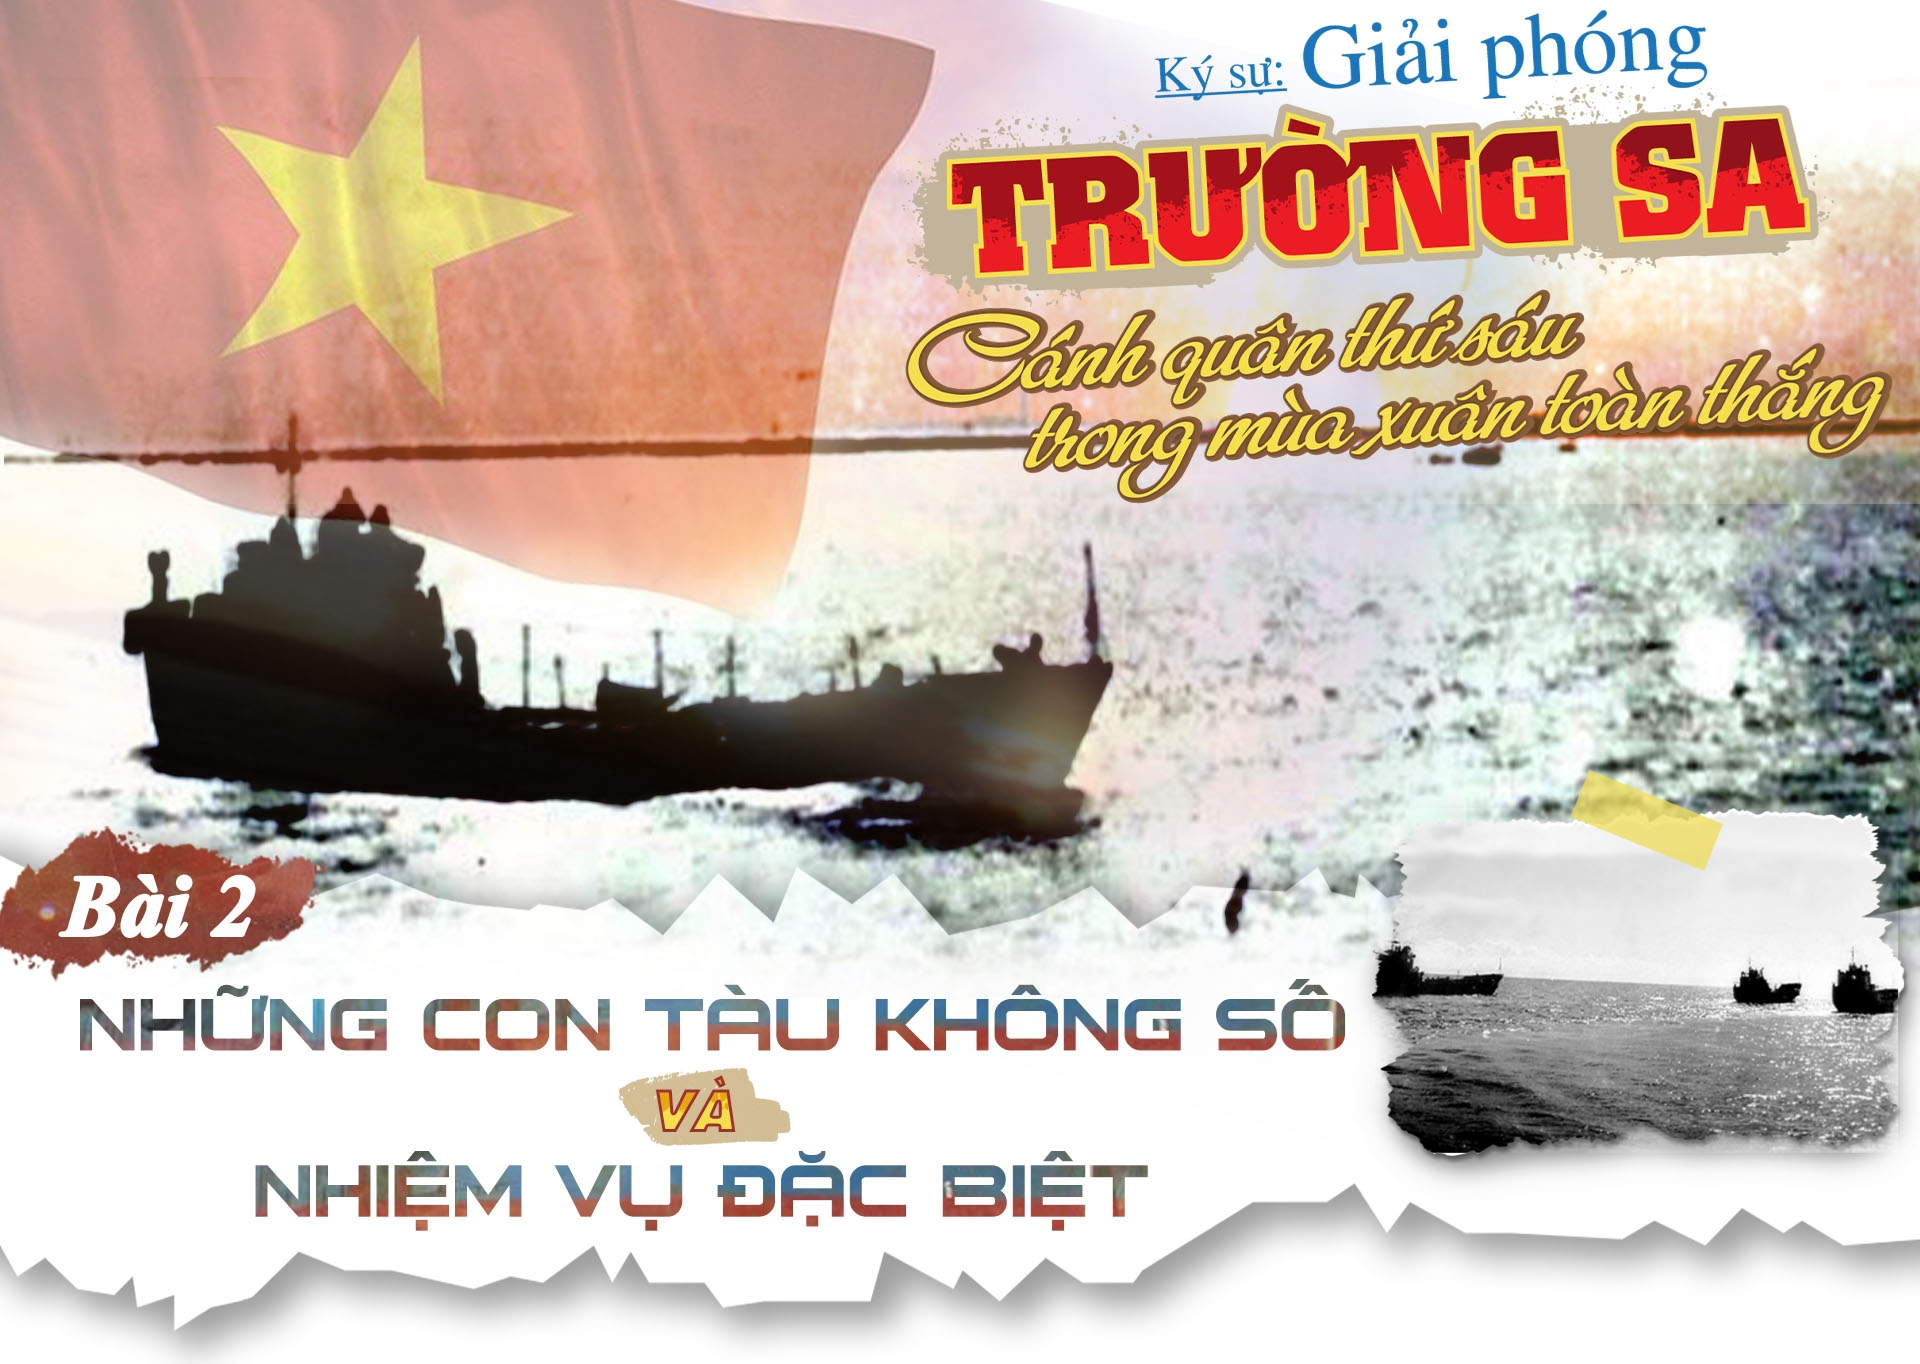 Ký sự: Giải phóng
TRƯỜNG SA
Cánh quân thứ sáu
trong mùa xuân toàn thắng
Bài 2
NHỮNG CON TÀU KHÔNG SỐ
VÀ
NHIỆM VỤ ĐẶC BIỆT